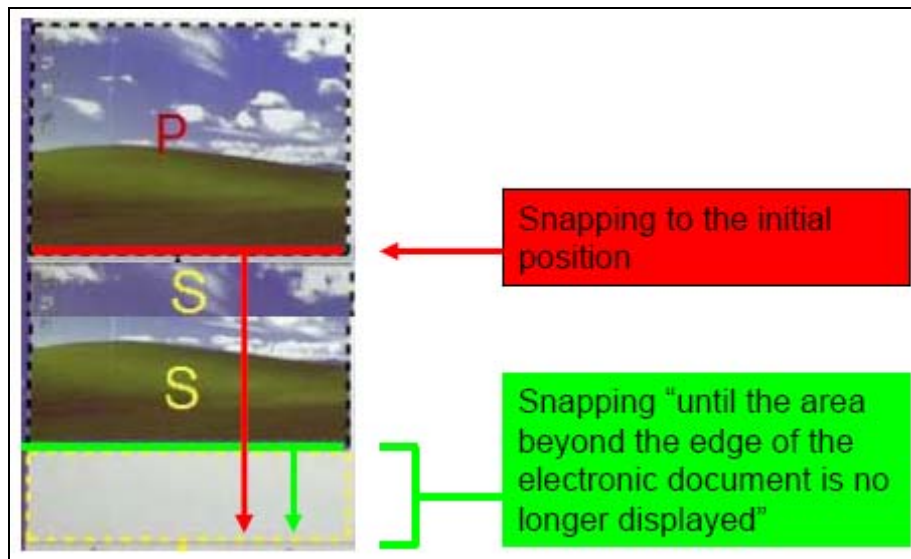 P
Snapping to the initial
position
S
S
Snapping “until the area
beyond the edge of the
electronic document is no
longer displayed”